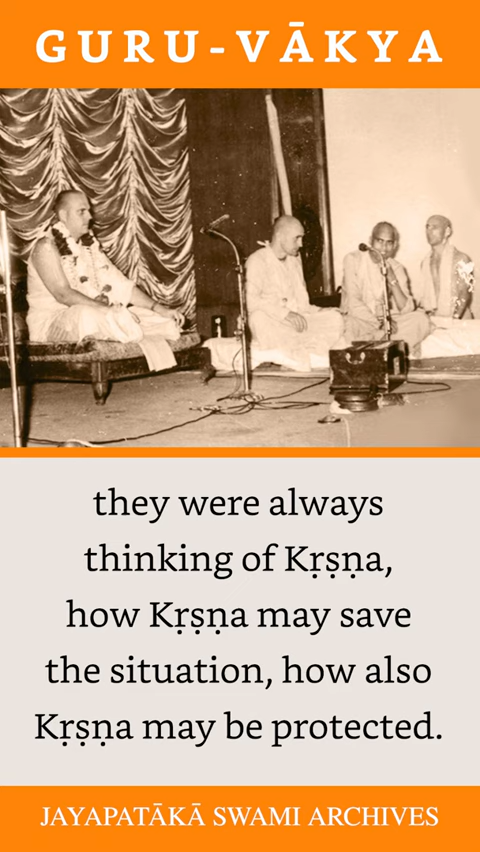 GURU-VĀKYA
they were always
thinking of Kṛṣṇa,
how Kṛṣṇa may save
the situation, how also
Kṛṣṇa may be protected.
JAYAPATĀKĀ SWAMI ARCHIVES